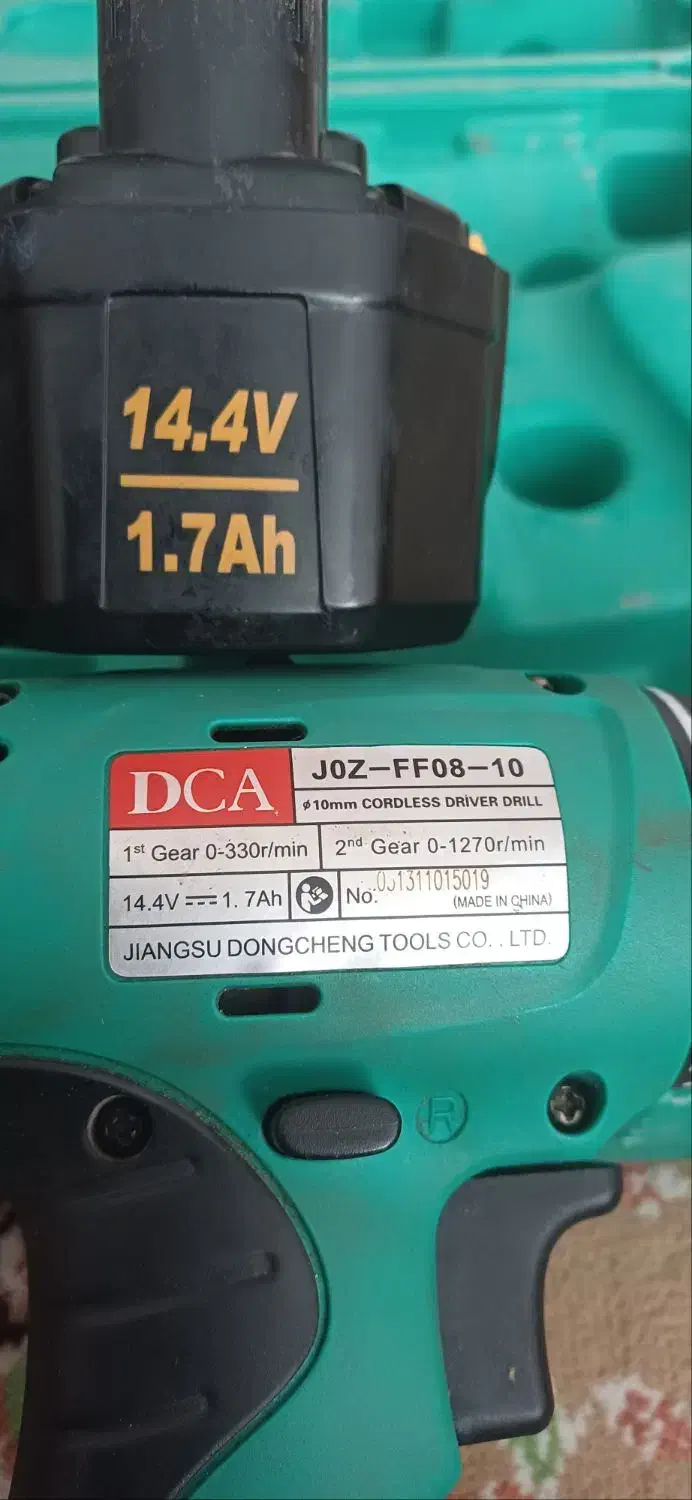 14.4V
1.7Ah
DCA
J0Z-FF08-10
ø10mm CORDLESS DRIVER DRILL
1st Gear 0-330r/min
2nd Gear 0-1270r/min
14.4V ⎓ 1.7Ah
No.
(MADE IN CHINA)
JIANGSU DONGCHENG TOOLS CO., LTD.
R